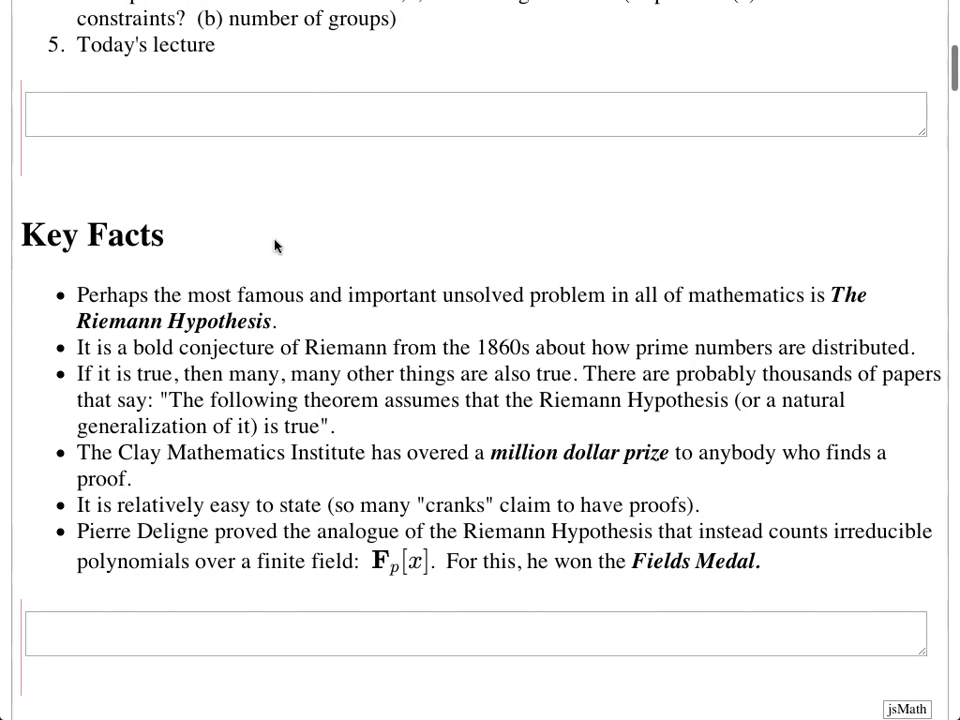 constraints?  (b) number of groups)
5. Today's lecture
Key Facts
• Perhaps the most famous and important unsolved problem in all of mathematics is The
Riemann Hypothesis.
• It is a bold conjecture of Riemann from the 1860s about how prime numbers are distributed.
• If it is true, then many, many other things are also true. There are probably thousands of papers
that say: "The following theorem assumes that the Riemann Hypothesis (or a natural
generalization of it) is true".
• The Clay Mathematics Institute has overed a million dollar prize to anybody who finds a
proof.
• It is relatively easy to state (so many "cranks" claim to have proofs).
• Pierre Deligne proved the analogue of the Riemann Hypothesis that instead counts irreducible
polynomials over a finite field:  F_p[x].  For this, he won the Fields Medal.
jsMath